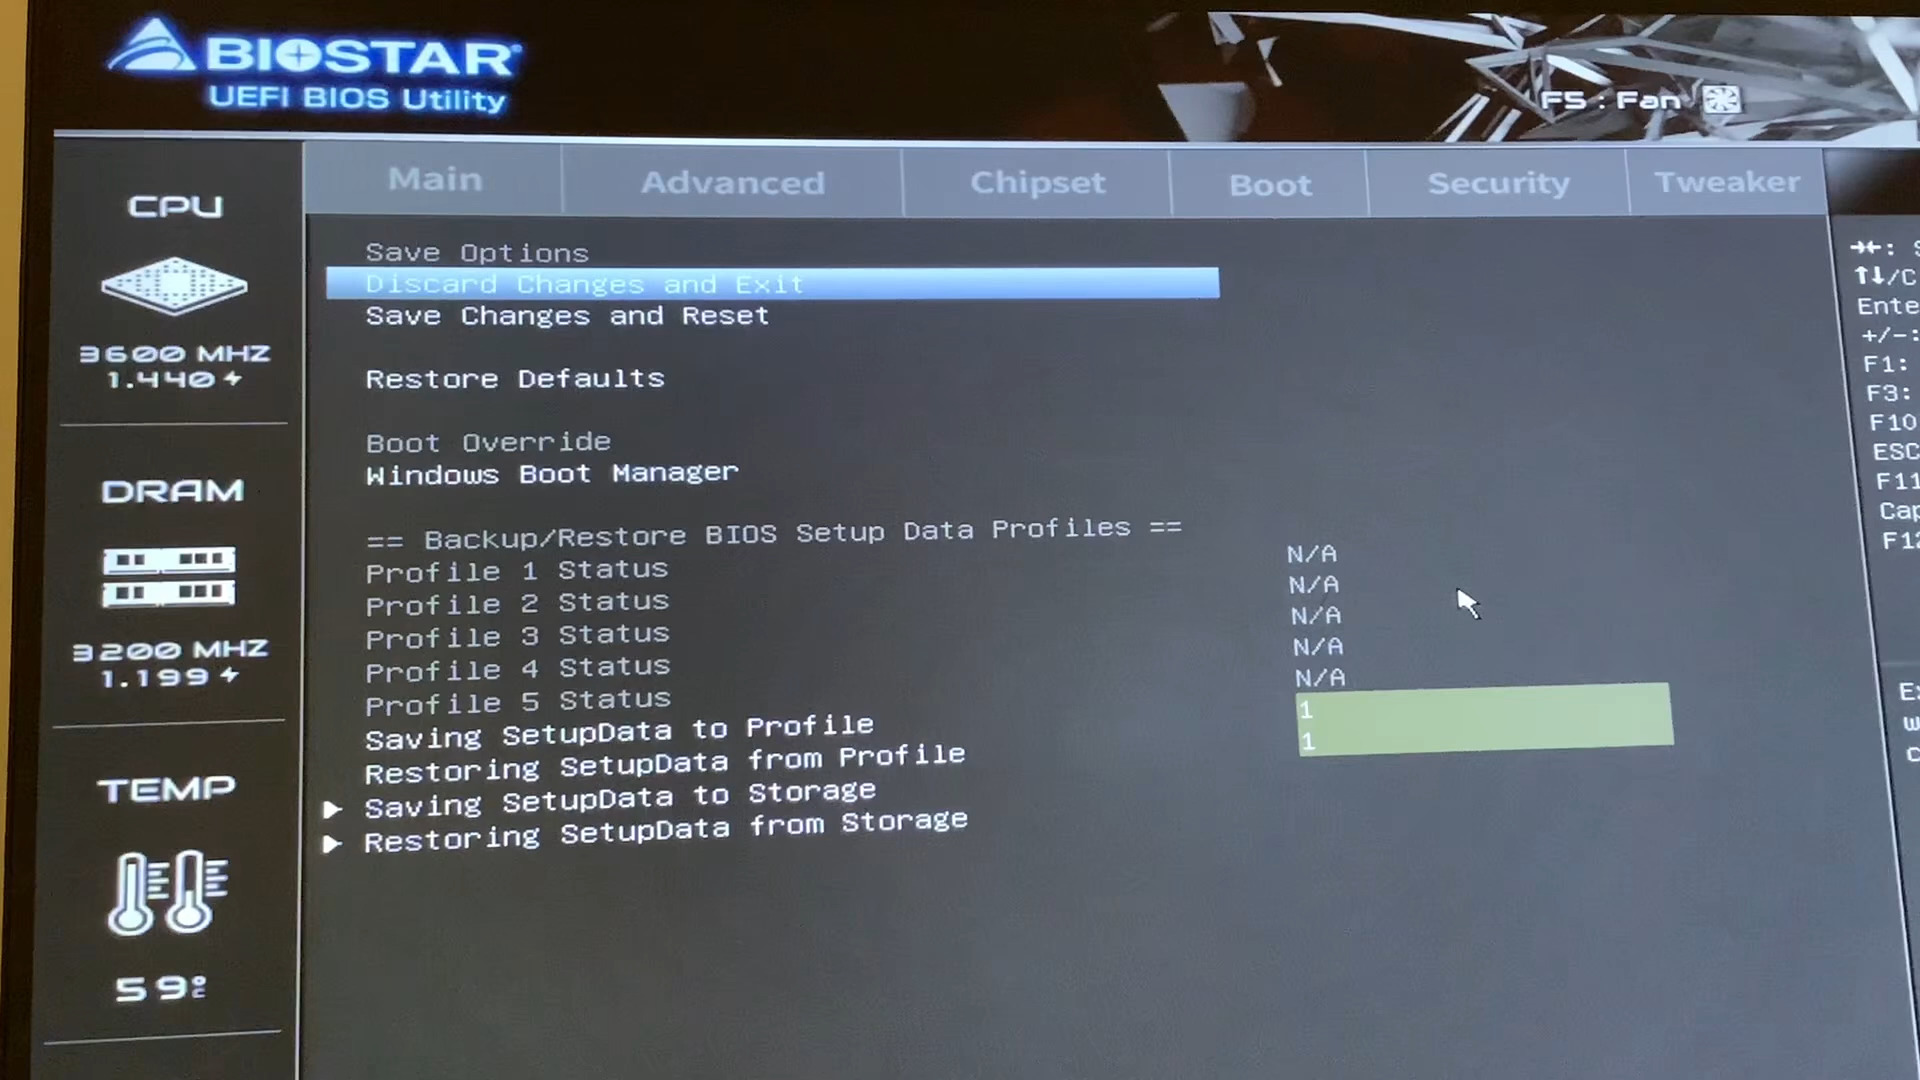 BIOSTAR
UEFI BIOS Utility
F5 : Fan
Main Advanced Chipset Boot Security Tweaker
CPU
3600 MHZ
1.440
DRAM
3200 MHZ
1.199
TEMP
59°C
Save Options
Discard Changes and Exit
Save Changes and Reset
Restore Defaults
Boot Override
Windows Boot Manager
== Backup/Restore BIOS Setup Data Profiles ==
Profile 1 Status N/A
Profile 2 Status N/A
Profile 3 Status N/A
Profile 4 Status N/A
Profile 5 Status N/A
Saving SetupData to Profile 1
Restoring SetupData from Profile 1
Saving SetupData to Storage
Restoring SetupData from Storage
→←: S
↑↓/C
Ente
+/-:
F1:
F3:
F10
ESC
F11
Cap
F12